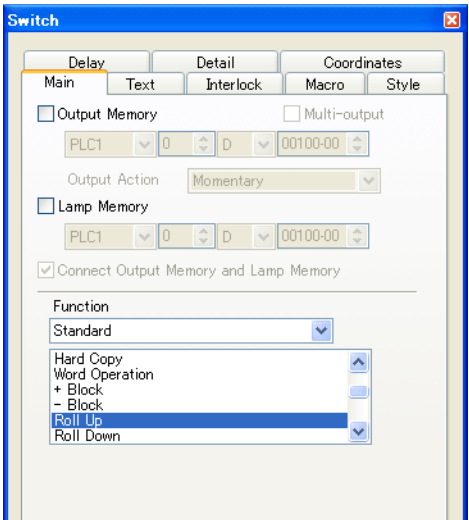 Switch
Delay Detail Coordinates
Main Text Interlock Macro Style
Output Memory Multi-output
PLC1 0 D 00100-00
Output Action Momentary
Lamp Memory
PLC1 0 D 00100-00
Connect Output Memory and Lamp Memory
Function
Standard
Hard Copy
Word Operation
+ Block
- Block
Roll Up
Roll Down